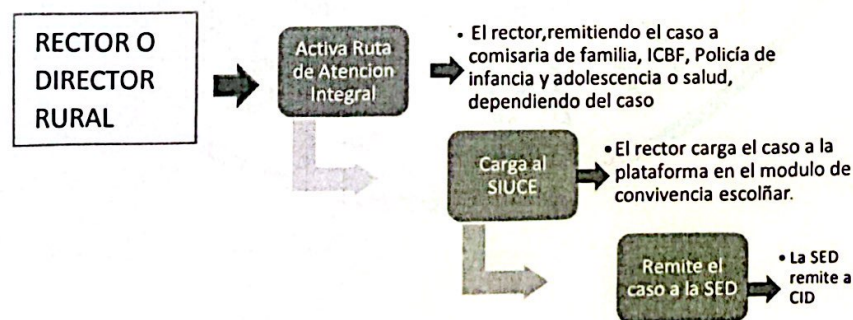 RECTOR O
DIRECTOR
RURAL
Activa Ruta
de Atencion
Integral
• El rector,remitiendo el caso a
comisaria de familia, ICBF, Policía de
infancia y adolescencia o salud,
dependiendo del caso
Carga al
SIUCE
• El rector carga el caso a la
plataforma en el modulo de
convivencia escolñar.
Remite el
caso a la SED
• La SED
remite a
CID